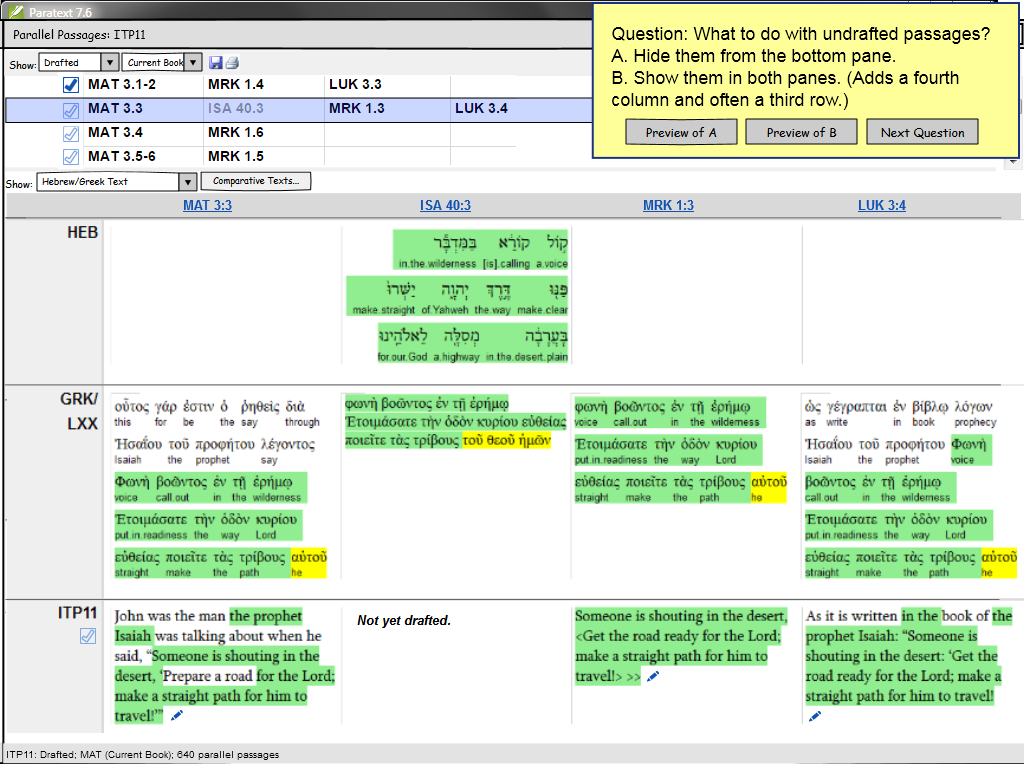 Paratext 7.6
Parallel Passages: ITP11
Show: Drafted Current Book
MAT 3.1-2 MRK 1.4 LUK 3.3
MAT 3.3 ISA 40.3 MRK 1.3 LUK 3.4
MAT 3.4 MRK 1.6
MAT 3.5-6 MRK 1.5
Question: What to do with undrafted passages?
A. Hide them from the bottom pane.
B. Show them in both panes. (Adds a fourth
column and often a third row.)
Preview of A Preview of B Next Question
Show: Hebrew/Greek Text Comparative Texts...
MAT 3:3 ISA 40:3 MRK 1:3 LUK 3:4
HEB
קוֹל קוֹרֵ֔א בַּמִּדְבָּ֕ר
in.the.wilderness [is].calling a.voice
פַּנּ֖וּ דֶּ֣רֶךְ יְהוָ֑ה יַשְּׁרוּ֙
make.straight of.Yahweh the.way make.clear
בָּעֲרָבָ֔ה מְסִלָּ֖ה לֵאלֹהֵֽינוּ
for.our.God a.highway in.the.desert.plain
GRK/
LXX
οὗτος γάρ ἐστιν ὁ ῥηθεὶς διὰ
this for be the say through
Ἠσαΐου τοῦ προφήτου λέγοντος
Isaiah the prophet say
Φωνὴ βοῶντος ἐν τῇ ἐρήμῳ
voice call.out in the wilderness
Ἑτοιμάσατε τὴν ὁδὸν κυρίου
put.in.readiness the way Lord
εὐθείας ποιεῖτε τὰς τρίβους αὐτοῦ
straight make the path he
φωνὴ βοῶντος ἐν τῇ ἐρήμῳ
Ἑτοιμάσατε τὴν ὁδὸν κυρίου εὐθείας
ποιεῖτε τὰς τρίβους τοῦ θεοῦ ἡμῶν
φωνὴ βοῶντος ἐν τῇ ἐρήμῳ
voice call.out in the wilderness
Ἑτοιμάσατε τὴν ὁδὸν κυρίου
put.in.readiness the way Lord
εὐθείας ποιεῖτε τὰς τρίβους αὐτοῦ
straight make the path he
ὡς γέγραπται ἐν βίβλῳ λόγων
as write in book prophecy
Ἠσαΐου τοῦ προφήτου Φωνὴ
Isaiah the prophet voice
βοῶντος ἐν τῇ ἐρήμῳ
call.out in the wilderness
Ἑτοιμάσατε τὴν ὁδὸν κυρίου
put.in.readiness the way Lord
εὐθείας ποιεῖτε τὰς τρίβους αὐτοῦ
straight make the path he
ITP11
John was the man the prophet
Isaiah was talking about when he
said, “Someone is shouting in the
desert, ‘Prepare a road for the Lord;
make a straight path for him to
travel!’”
Not yet drafted.
Someone is shouting in the desert,
<Get the road ready for the Lord;
make a straight path for him to
travel!> >>
As it is written in the book of the
prophet Isaiah: “Someone is
shouting in the desert: ‘Get the
road ready for the Lord; make a
straight path for him to travel!
ITP11: Drafted; MAT (Current Book); 640 parallel passages